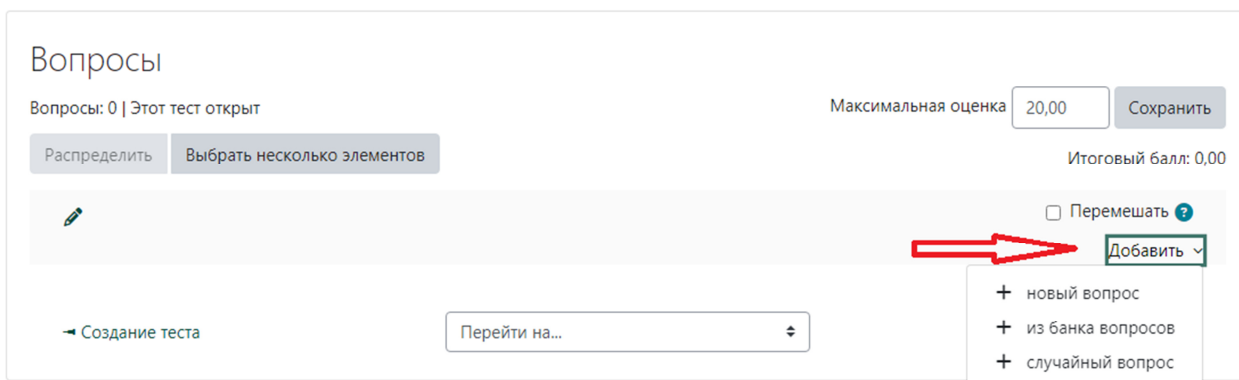 Вопросы
Вопросы: 0 | Этот тест открыт
Максимальная оценка 20,00 Сохранить
Распределить Выбрать несколько элементов
Итоговый балл: 0,00
Перемешать ?
Добавить
+ новый вопрос
+ из банка вопросов
+ случайный вопрос
Создание теста
Перейти на...